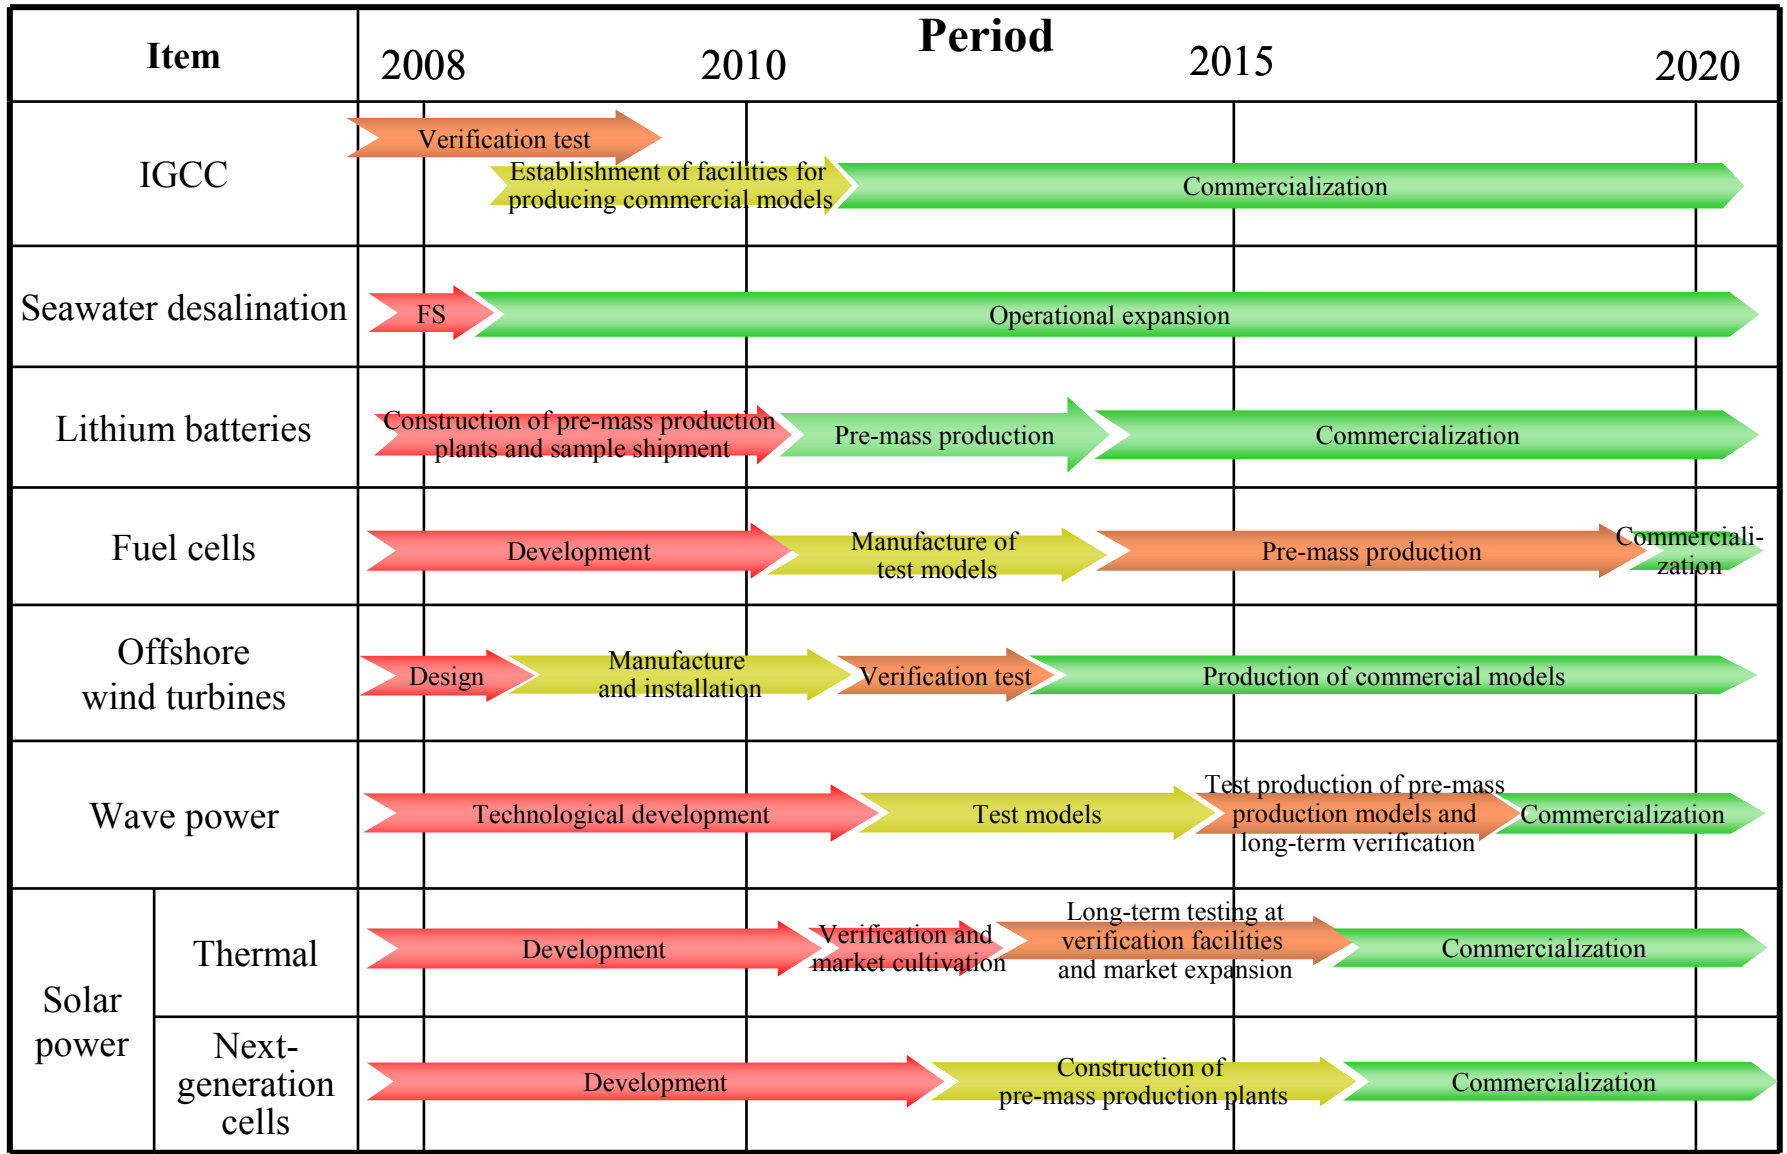 Item
Period
2008
2010
2015
2020
IGCC
Verification test
Establishment of facilities for
producing commercial models
Commercialization
Seawater desalination
FS
Operational expansion
Lithium batteries
Construction of pre-mass production
plants and sample shipment
Pre-mass production
Commercialization
Fuel cells
Development
Manufacture of
test models
Pre-mass production
Commerciali-
zation
Offshore
wind turbines
Design
Manufacture
and installation
Verification test
Production of commercial models
Wave power
Technological development
Test models
Test production of pre-mass
production models and
long-term verification
Commercialization
Solar
power
Thermal
Development
Verification and
market cultivation
Long-term testing at
verification facilities
and market expansion
Commercialization
Next-
generation
cells
Development
Construction of
pre-mass production plants
Commercialization